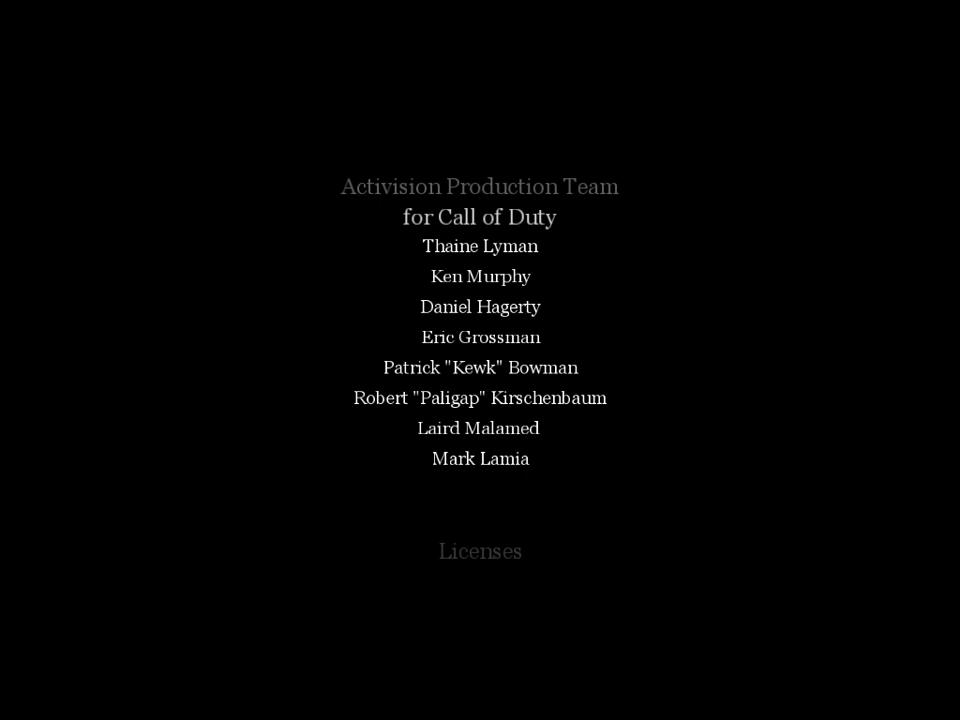 Activision Production Team
for Call of Duty
Thaine Lyman
Ken Murphy
Daniel Hagerty
Eric Grossman
Patrick "Kewk" Bowman
Robert "Paligap" Kirschenbaum
Laird Malamed
Mark Lamia
Licenses